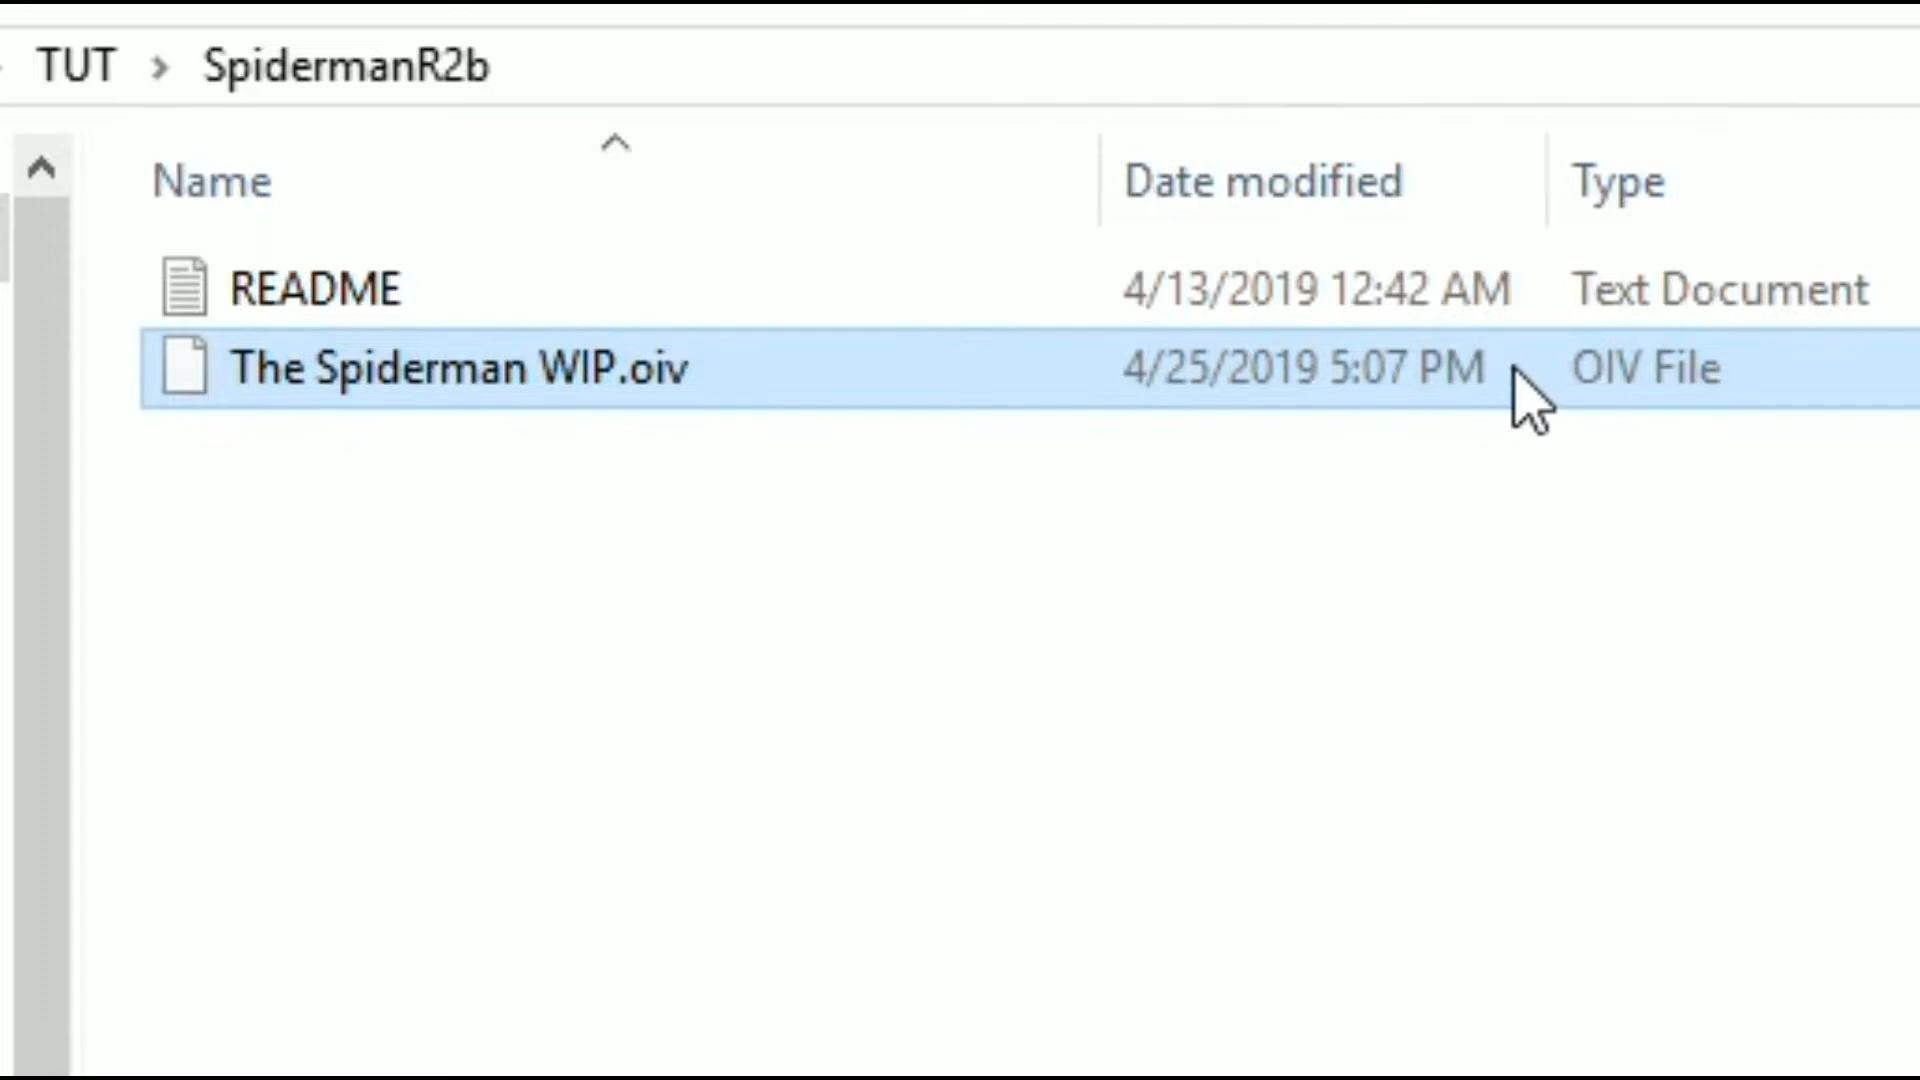 TUT > SpidermanR2b
Name Date modified Type
README 4/13/2019 12:42 AM Text Document
The Spiderman WIP.oiv 4/25/2019 5:07 PM OIV File